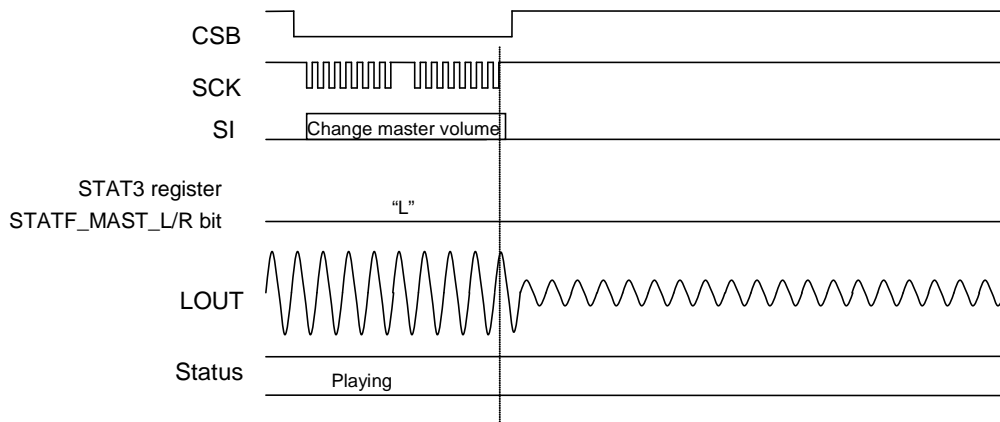 CSB
SCK
SI
Change master volume
STAT3 register
STATF_MAST_L/R bit
“L”
LOUT
Status
Playing